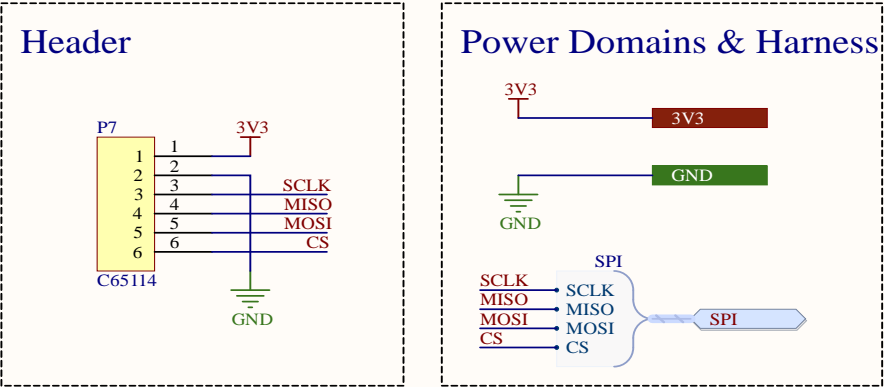 Header
P7
1 1 3V3
2 2
3 3 SCLK
4 4 MISO
5 5 MOSI
6 6 CS
C65114
GND
Power Domains & Harness
3V3
3V3
GND
GND
SPI
SCLK SCLK
MISO MISO
MOSI MOSI
CS CS
SPI